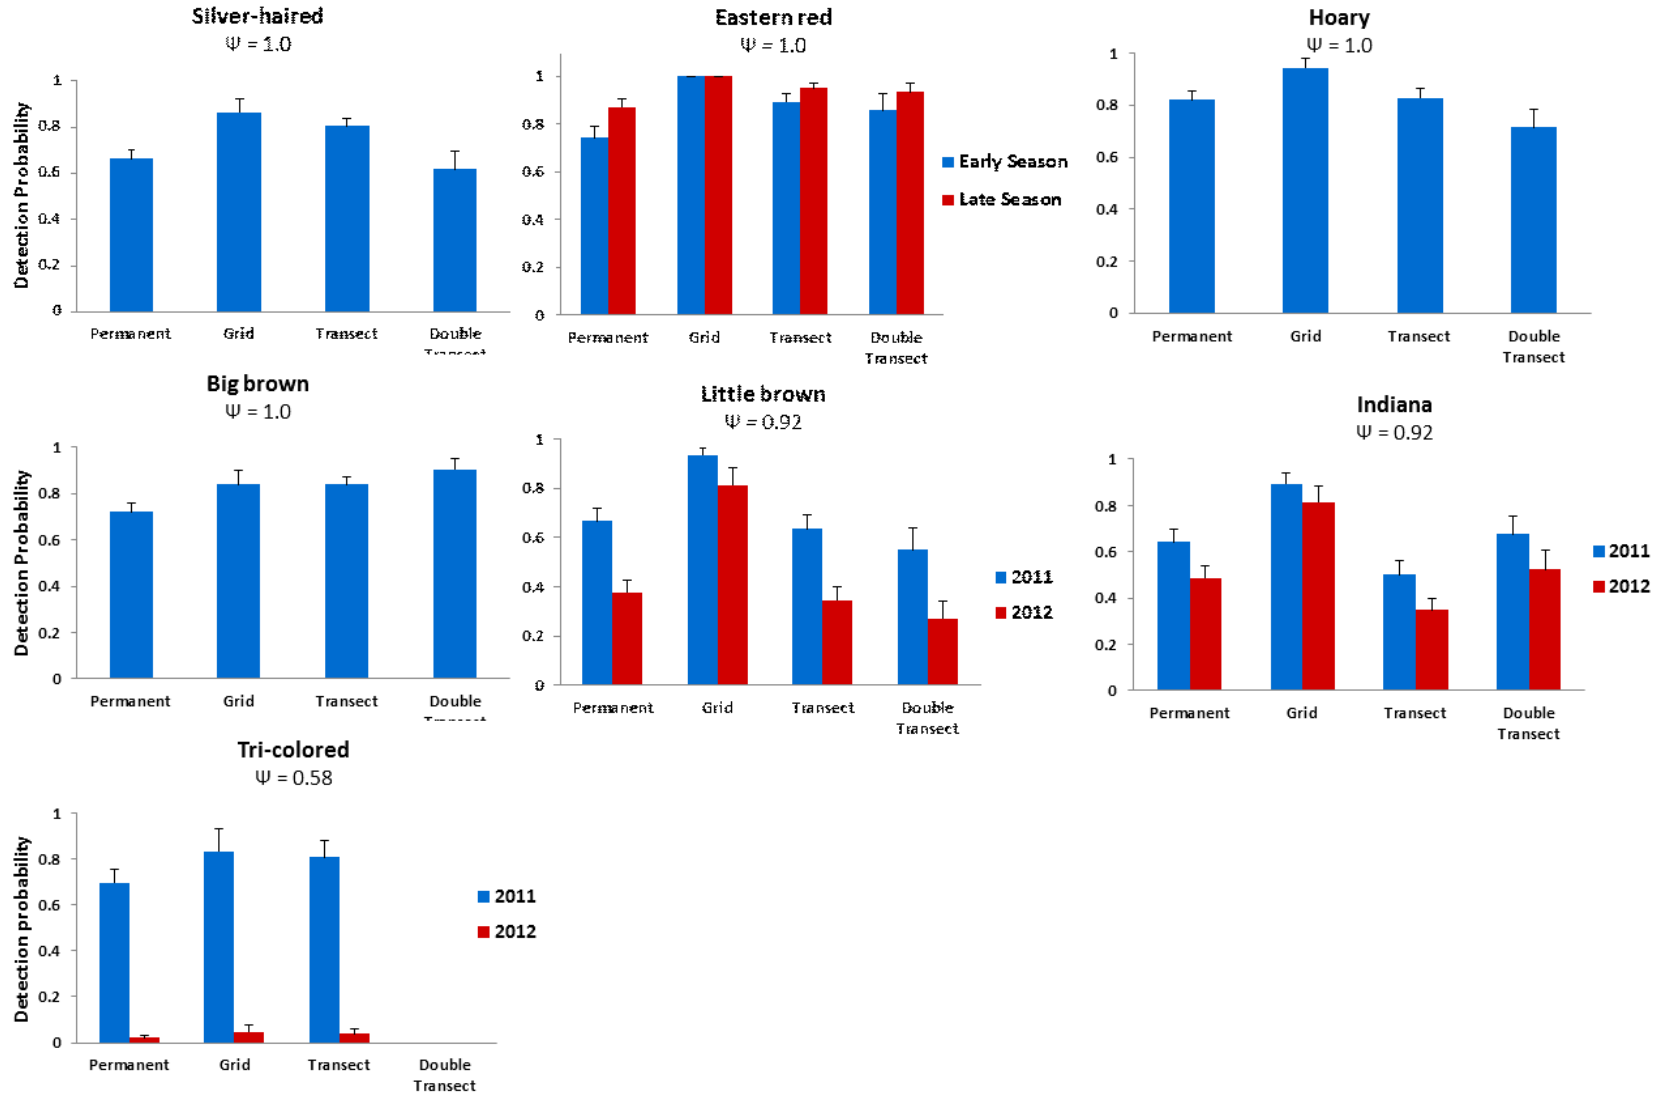 Silver-haired
Ψ = 1.0
Detection Probability
1
0.8
0.6
0.4
0.2
0
Permanent Grid Transect Double
Transect
Eastern red
Ψ = 1.0
1
0.8
0.6
0.4
0.2
0
Permanent Grid Transect Double
Transect
Early Season
Late Season
Hoary
Ψ = 1.0
1
0.8
0.6
0.4
0.2
0
Permanent Grid Transect Double
Transect
Big brown
Ψ = 1.0
Detection Probability
1
0.8
0.6
0.4
0.2
0
Permanent Grid Transect Double
Transect
Little brown
Ψ = 0.92
1
0.8
0.6
0.4
0.2
0
Permanent Grid Transect Double
Transect
2011
2012
Indiana
Ψ = 0.92
1
0.8
0.6
0.4
0.2
0
Permanent Grid Transect Double
Transect
2011
2012
Tri-colored
Ψ = 0.58
Detection probability
1
0.8
0.6
0.4
0.2
0
Permanent Grid Transect Double
Transect
2011
2012